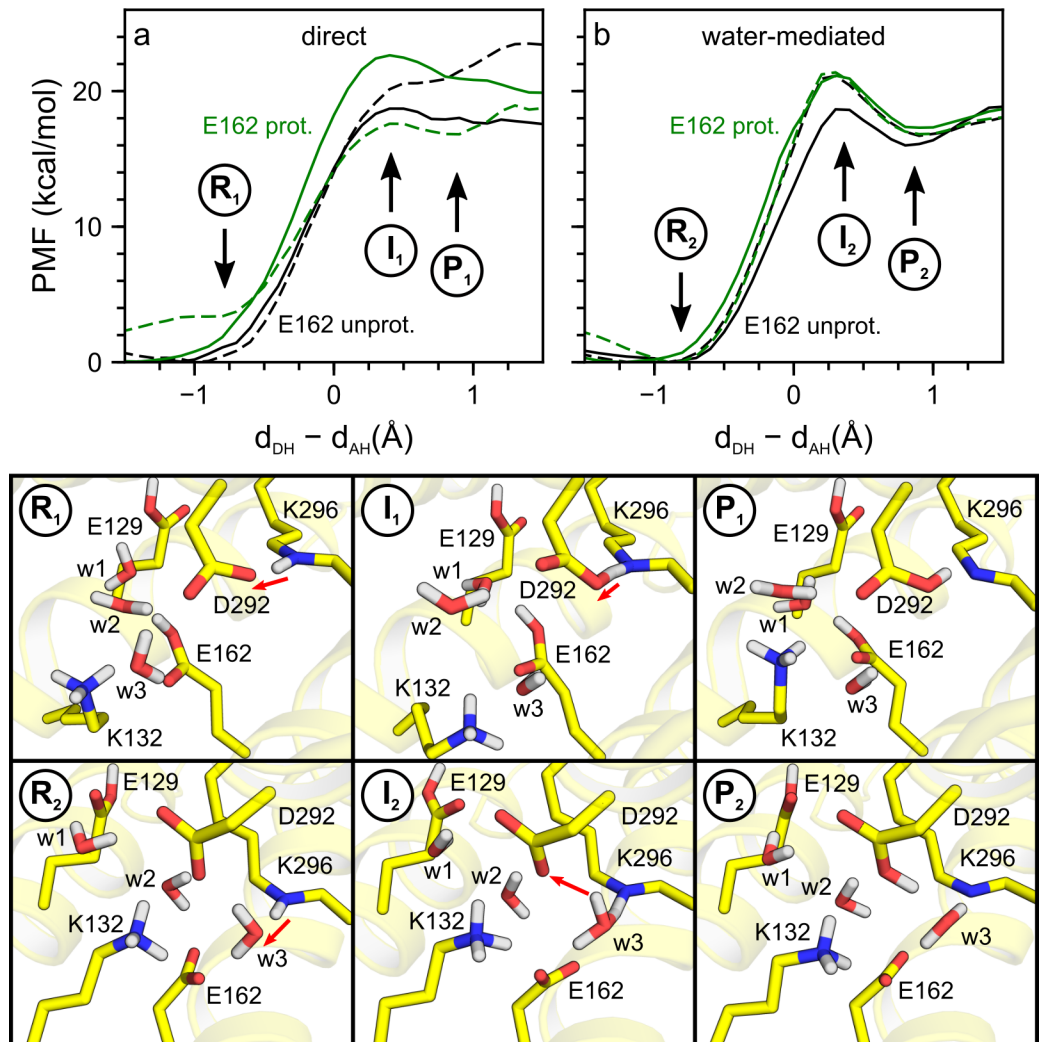 a direct
b water-mediated
PMF (kcal/mol)
20
10
0
E162 prot.
E162 prot.
R1
I1
P1
R2
I2
P2
E162 unprot.
E162 unprot.
−1 0 1
−1 0 1
dDH − dAH(Å)
dDH − dAH(Å)
R1
E129
K296
w1
D292
w2
E162
w3
K132
I1
K296
E129
w1
D292
w2
E162
K132
w3
P1
E129
K296
w2
D292
w1
E162
w3
K132
R2
E129
D292
w1
K296
w2
K132
w3
E162
I2
E129
D292
w1
K296
w2
K132
w3
E162
P2
E129
D292
w1
K296
w2
K132
w3
E162